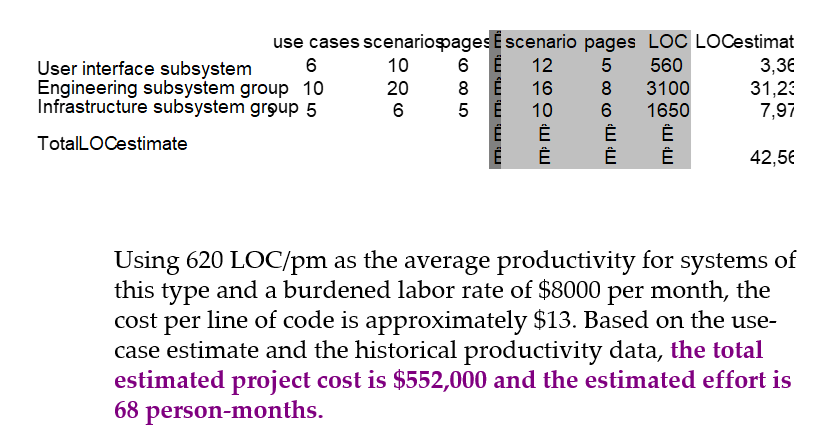 use cases scenarios pages Ê scenario pages LOC LOCestimat
User interface subsystem 6 10 6 Ê 12 5 560 3,36
Engineering subsystem group 10 20 8 Ê 16 8 3100 31,23
Infrastructure subsystem group 5 6 5 Ê 10 6 1650 7,97
Ê Ê Ê Ê
TotalLOCestimate
Ê Ê Ê Ê 42,56
Using 620 LOC/pm as the average productivity for systems of
this type and a burdened labor rate of $8000 per month, the
cost per line of code is approximately $13. Based on the use-
case estimate and the historical productivity data, the total
estimated project cost is $552,000 and the estimated effort is
68 person-months.